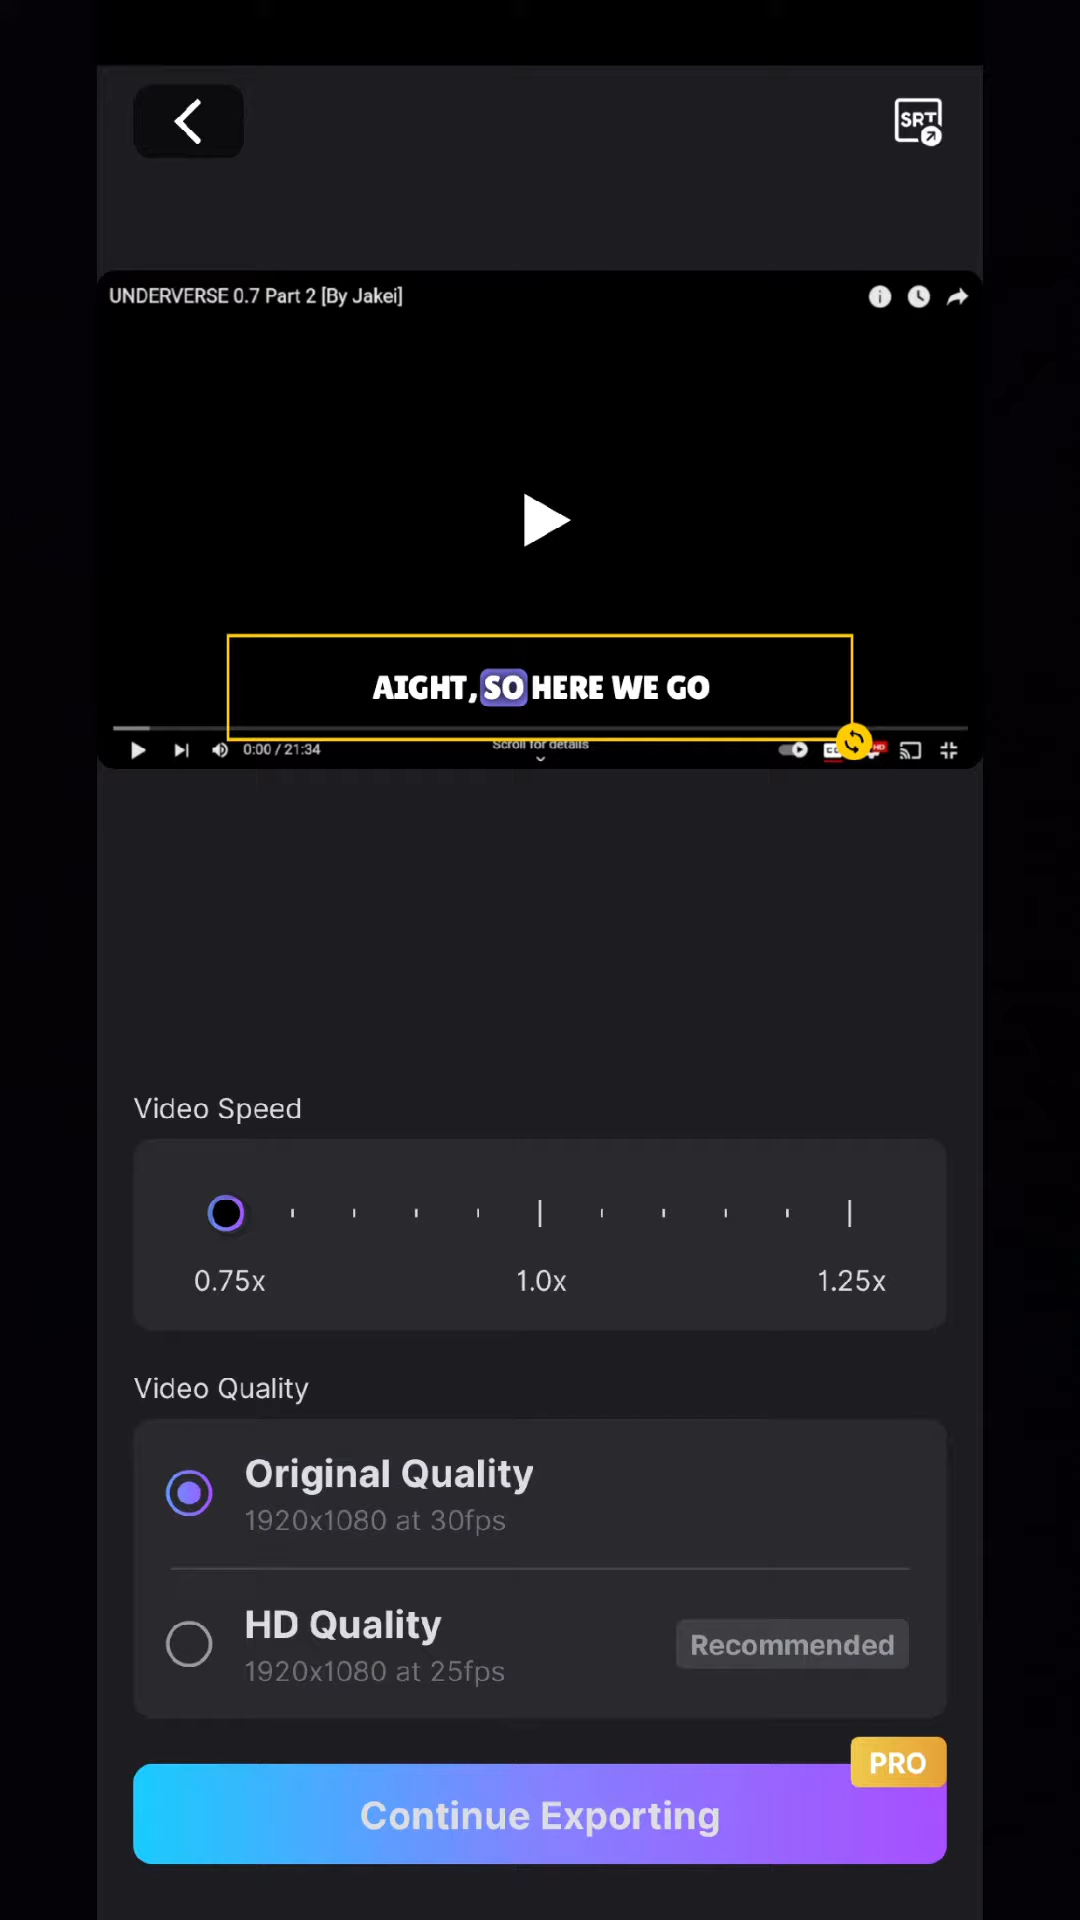 SRT
UNDERVERSE 0.7 Part 2 [By Jakei]
AIGHT, SO HERE WE GO
Scroll for details
0:00 / 21:34
CC
HD
Video Speed
0.75x 1.0x 1.25x
Video Quality
Original Quality
1920x1080 at 30fps
HD Quality
Recommended
1920x1080 at 25fps
PRO
Continue Exporting